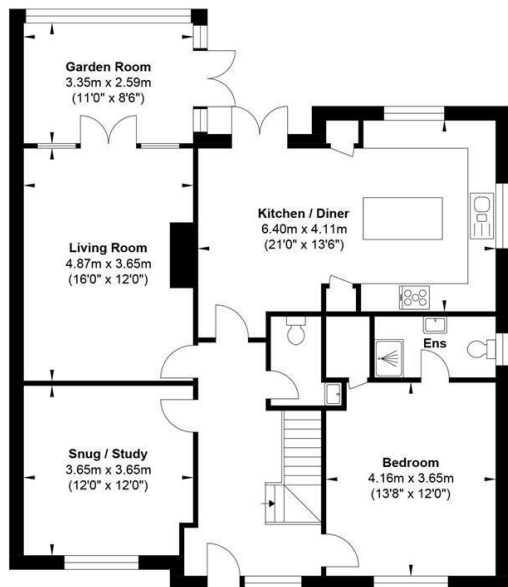 Garden Room
3.35m x 2.59m
(11'0" x 8'6")
Kitchen / Diner
6.40m x 4.11m
(21'0" x 13'6")
Living Room
4.87m x 3.65m
(16'0" x 12'0")
Ens
Snug / Study
3.65m x 3.65m
(12'0" x 12'0")
Bedroom
4.16m x 3.65m
(13'8" x 12'0")